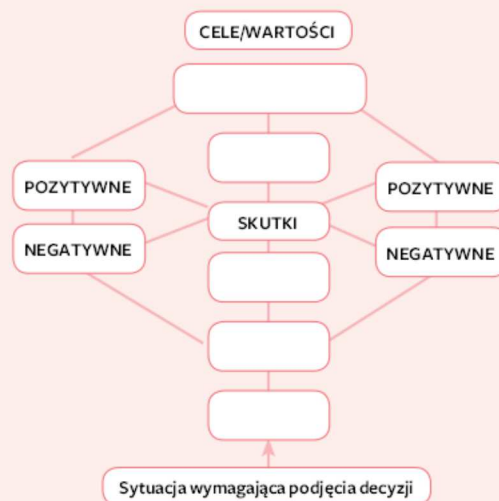 CELE/WARTOŚCI
POZYTYWNE
POZYTYWNE
SKUTKI
NEGATYWNE
NEGATYWNE
Sytuacja wymagająca podjęcia decyzji